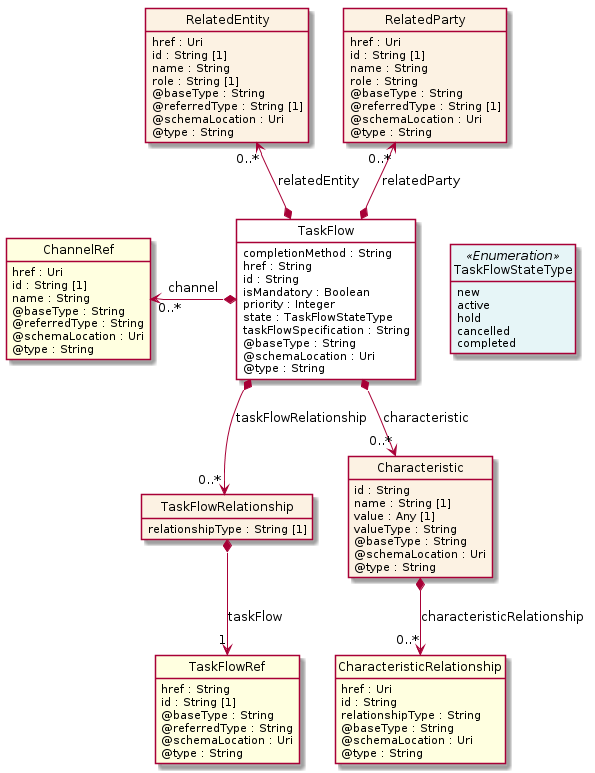 RelatedEntity
href : Uri
id : String [1]
name : String
role : String [1]
@baseType : String
@referredType : String [1]
@schemaLocation : Uri
@type : String
RelatedParty
href : Uri
id : String [1]
name : String
role : String
@baseType : String
@referredType : String [1]
@schemaLocation : Uri
@type : String
0..*
relatedEntity
0..*
relatedParty
ChannelRef
href : Uri
id : String [1]
name : String
@baseType : String
@referredType : String
@schemaLocation : Uri
@type : String
channel
0..*
TaskFlow
completionMethod : String
href : String
id : String
isMandatory : Boolean
priority : Integer
state : TaskFlowStateType
taskFlowSpecification : String
@baseType : String
@schemaLocation : Uri
@type : String
«Enumeration»
TaskFlowStateType
new
active
hold
cancelled
completed
taskFlowRelationship
0..*
characteristic
0..*
TaskFlowRelationship
relationshipType : String [1]
Characteristic
id : String
name : String [1]
value : Any [1]
valueType : String
@baseType : String
@schemaLocation : Uri
@type : String
taskFlow
1
characteristicRelationship
0..*
TaskFlowRef
href : String
id : String [1]
@baseType : String
@referredType : String
@schemaLocation : Uri
@type : String
CharacteristicRelationship
href : Uri
id : String
relationshipType : String
@baseType : String
@schemaLocation : Uri
@type : String